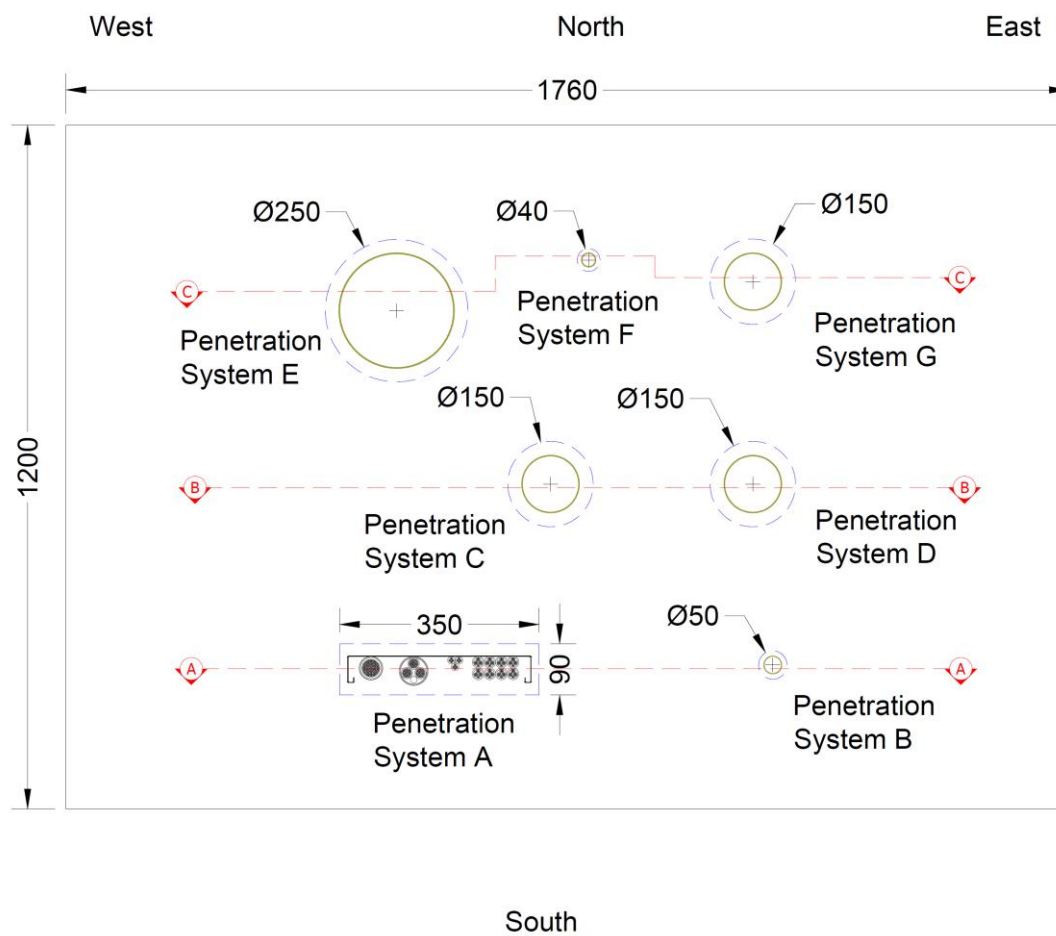 West North East
1760
1200
Ø250 Ø40 Ø150
C C
Penetration
System E
Penetration
System F
Penetration
System G
Ø150 Ø150
B B
Penetration
System C
Penetration
System D
350
90
Ø50
A A
Penetration
System A
Penetration
System B
South